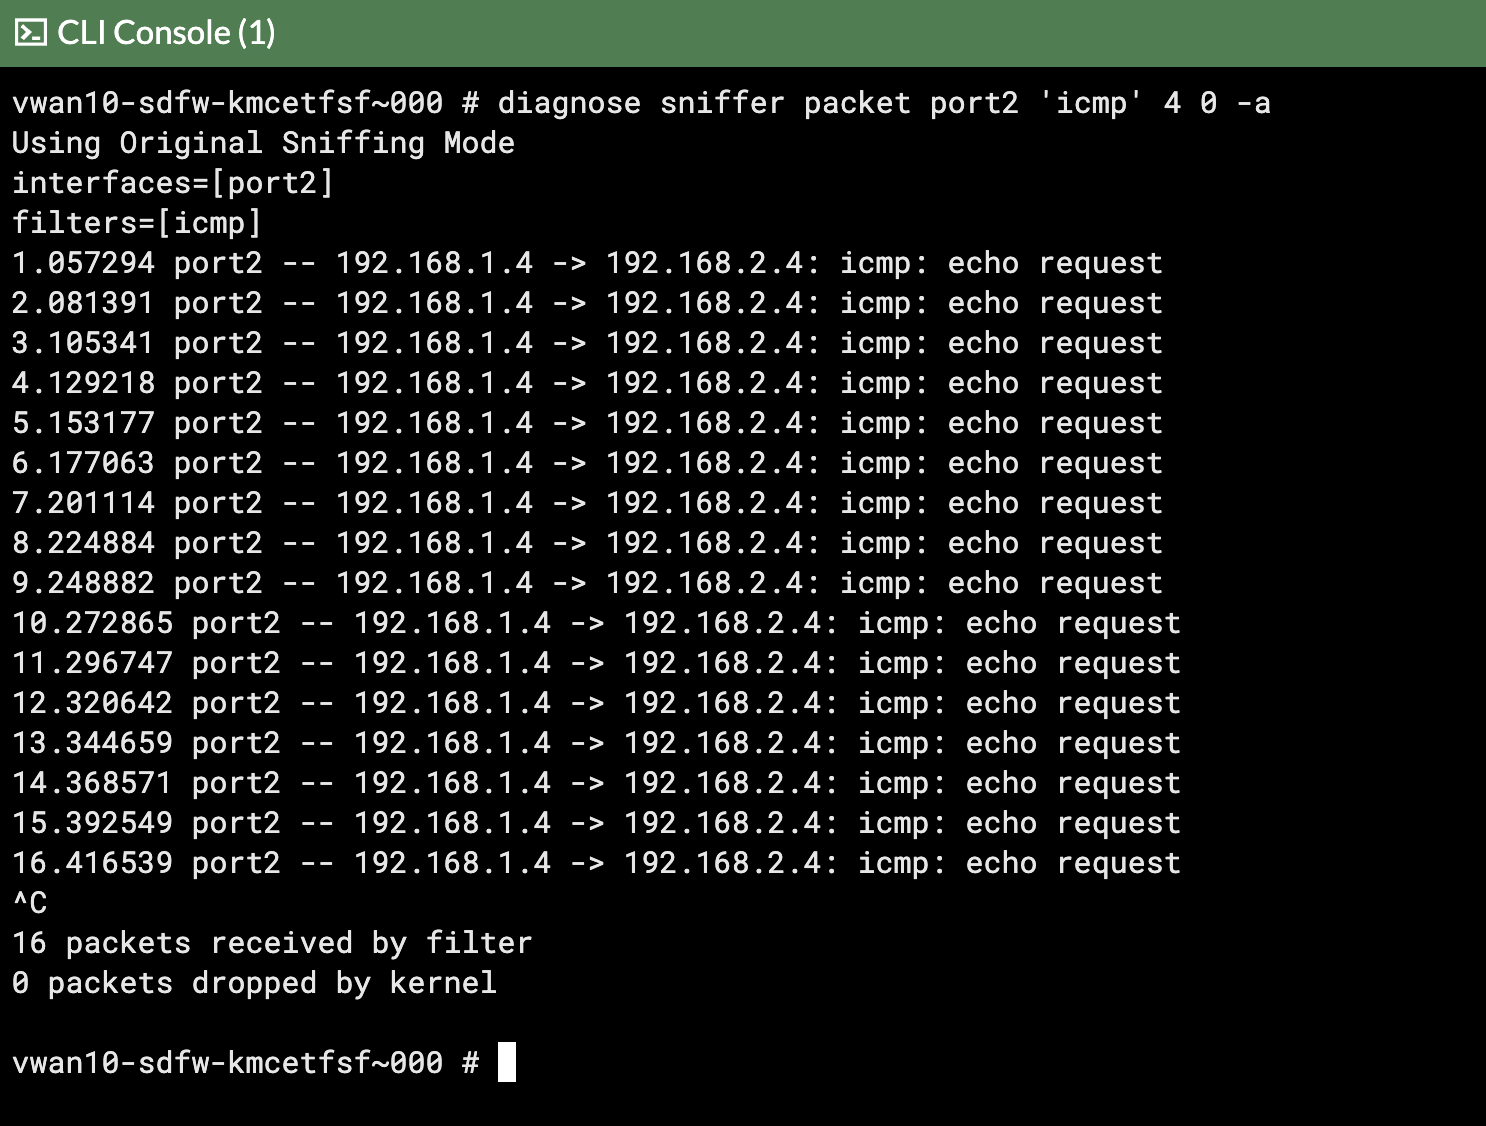 CLI Console (1)
vwan10-sdfw-kmcetfsf~000 # diagnose sniffer packet port2 'icmp' 4 0 -a
Using Original Sniffing Mode
interfaces=[port2]
filters=[icmp]
1.057294 port2 -- 192.168.1.4 -> 192.168.2.4: icmp: echo request
2.081391 port2 -- 192.168.1.4 -> 192.168.2.4: icmp: echo request
3.105341 port2 -- 192.168.1.4 -> 192.168.2.4: icmp: echo request
4.129218 port2 -- 192.168.1.4 -> 192.168.2.4: icmp: echo request
5.153177 port2 -- 192.168.1.4 -> 192.168.2.4: icmp: echo request
6.177063 port2 -- 192.168.1.4 -> 192.168.2.4: icmp: echo request
7.201114 port2 -- 192.168.1.4 -> 192.168.2.4: icmp: echo request
8.224884 port2 -- 192.168.1.4 -> 192.168.2.4: icmp: echo request
9.248882 port2 -- 192.168.1.4 -> 192.168.2.4: icmp: echo request
10.272865 port2 -- 192.168.1.4 -> 192.168.2.4: icmp: echo request
11.296747 port2 -- 192.168.1.4 -> 192.168.2.4: icmp: echo request
12.320642 port2 -- 192.168.1.4 -> 192.168.2.4: icmp: echo request
13.344659 port2 -- 192.168.1.4 -> 192.168.2.4: icmp: echo request
14.368571 port2 -- 192.168.1.4 -> 192.168.2.4: icmp: echo request
15.392549 port2 -- 192.168.1.4 -> 192.168.2.4: icmp: echo request
16.416539 port2 -- 192.168.1.4 -> 192.168.2.4: icmp: echo request
^C
16 packets received by filter
0 packets dropped by kernel
vwan10-sdfw-kmcetfsf~000 #